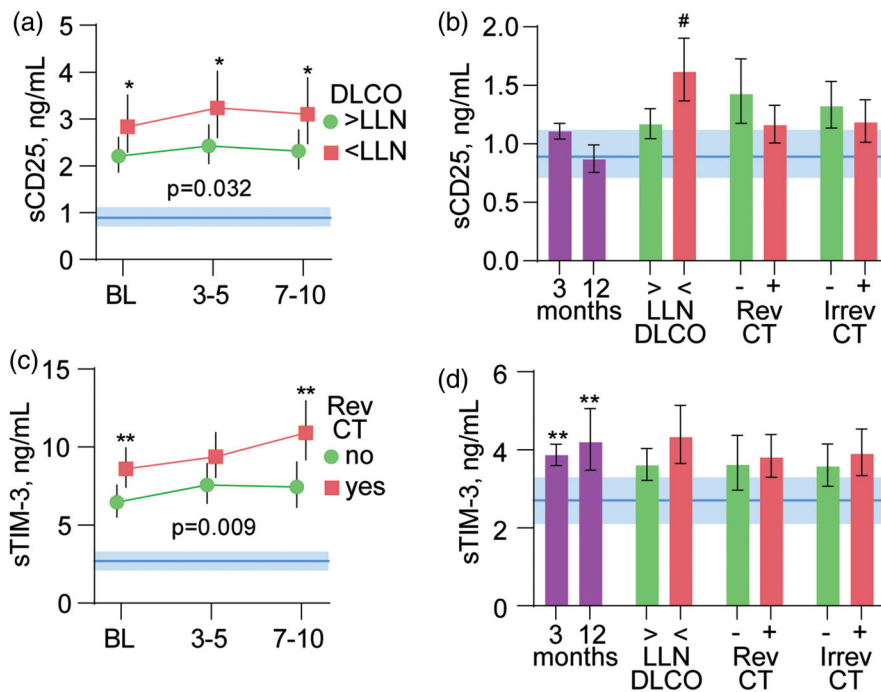 (a)
sCD25, ng/mL
5
4
3
2
1
0
* * *
DLCO
>LLN
<LLN
p=0.032
BL 3-5 7-10
(b)
sCD25, ng/mL
2.0
1.5
1.0
0.5
0.0
#
3 12 > < - + - +
months LLN Rev Irrev
DLCO CT CT
(c)
sTIM-3, ng/mL
15
10
5
0
** **
Rev
CT
no
yes
p=0.009
BL 3-5 7-10
(d)
sTIM-3, ng/mL
6
4
2
0
** **
3 12 > < - + - +
months LLN Rev Irrev
DLCO CT CT